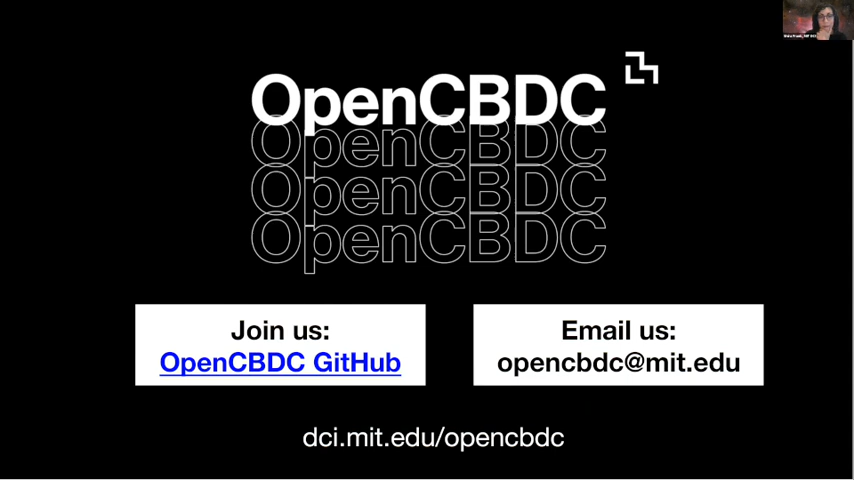 OpenCBDC
OpenCBDC
OpenCBDC
OpenCBDC
Join us:
OpenCBDC GitHub
Email us:
opencbdc@mit.edu
dci.mit.edu/opencbdc